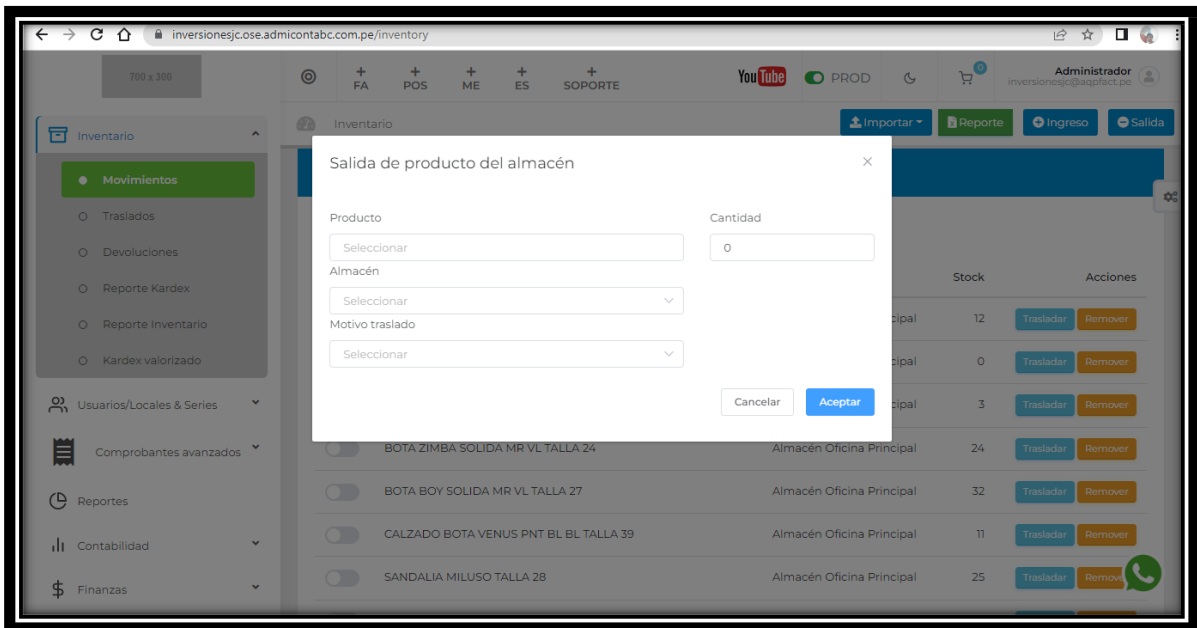 inversionesjc.ose.admicontabc.com.pe/inventory
700 x 300
+ FA
+ POS
+ ME
+ ES
+ SOPORTE
YouTube
PROD
0
Administrador
inversionesjc@aqpfact.pe
Inventario
Importar
Reporte
Ingreso
Salida
Inventario
Movimientos
Traslados
Devoluciones
Reporte Kardex
Reporte Inventario
Kardex valorizado
Usuarios/Locales & Series
Comprobantes avanzados
Reportes
Contabilidad
Finanzas
Salida de producto del almacén
Producto
Cantidad
Seleccionar
0
Almacén
Seleccionar
Motivo traslado
Seleccionar
Cancelar
Aceptar
Stock Acciones
cipal 12 Trasladar Remover
cipal 0 Trasladar Remover
cipal 3 Trasladar Remover
BOTA ZIMBA SOLIDA MR VL TALLA 24 Almacén Oficina Principal 24 Trasladar Remover
BOTA BOY SOLIDA MR VL TALLA 27 Almacén Oficina Principal 32 Trasladar Remover
CALZADO BOTA VENUS PNT BL BL TALLA 39 Almacén Oficina Principal 11 Trasladar Remover
SANDALIA MILUSO TALLA 28 Almacén Oficina Principal 25 Trasladar Remove